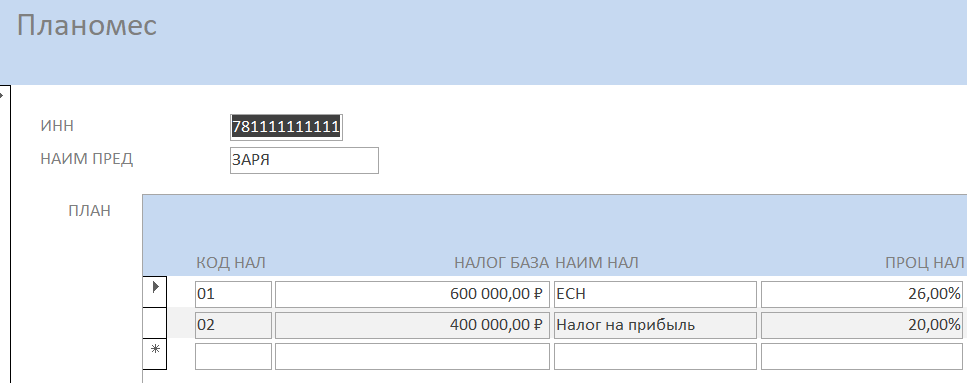 Планомес
ИНН 781111111111
НАИМ ПРЕД ЗАРЯ
ПЛАН
КОД НАЛ НАЛОГ БАЗА НАИМ НАЛ ПРОЦ НАЛ
01 600 000,00 ₽ ЕСН 26,00%
02 400 000,00 ₽ Налог на прибыль 20,00%
*